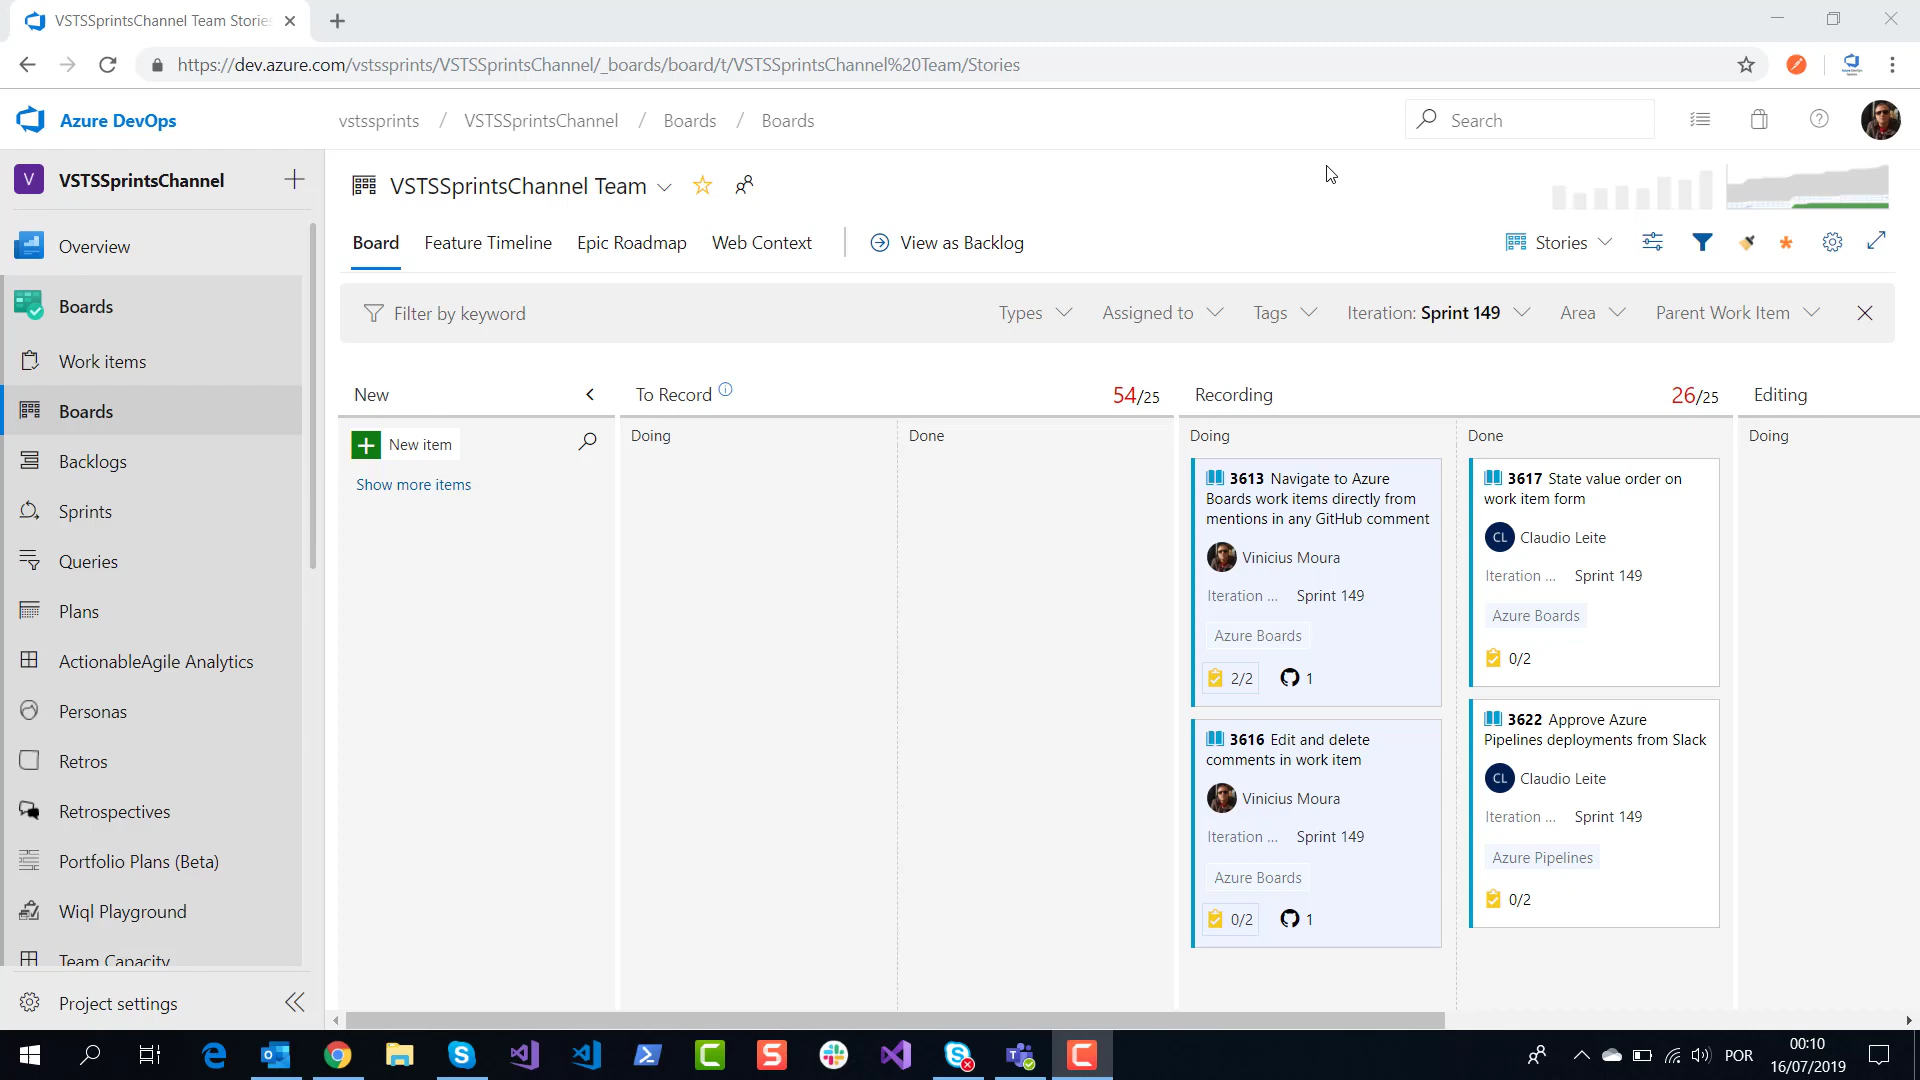 VSTSSprintsChannel Team Stories
https://dev.azure.com/vstssprints/VSTSSprintsChannel/_boards/board/t/VSTSSprintsChannel%20Team/Stories
Azure DevOps
vstssprints / VSTSSprintsChannel / Boards / Boards
Search
V VSTSSprintsChannel
VSTSSprintsChannel Team
Overview
Board Feature Timeline Epic Roadmap Web Context View as Backlog Stories
Boards
Filter by keyword Types Assigned to Tags Iteration: Sprint 149 Area Parent Work Item
Work items
Boards
Backlogs
Sprints
Queries
Plans
ActionableAgile Analytics
Personas
Retros
Retrospectives
Portfolio Plans (Beta)
Wiql Playground
Team Capacity
Project settings
New
New item
Show more items
To Record 54/25
Doing Done
Recording 26/25
Doing
3613 Navigate to Azure
Boards work items directly from
mentions in any GitHub comment
Vinicius Moura
Iteration ... Sprint 149
Azure Boards
2/2 1
3616 Edit and delete
comments in work item
Vinicius Moura
Iteration ... Sprint 149
Azure Boards
0/2 1
Done
3617 State value order on
work item form
CL Claudio Leite
Iteration ... Sprint 149
Azure Boards
0/2
3622 Approve Azure
Pipelines deployments from Slack
CL Claudio Leite
Iteration ... Sprint 149
Azure Pipelines
0/2
Editing
Doing
POR
00:10
16/07/2019